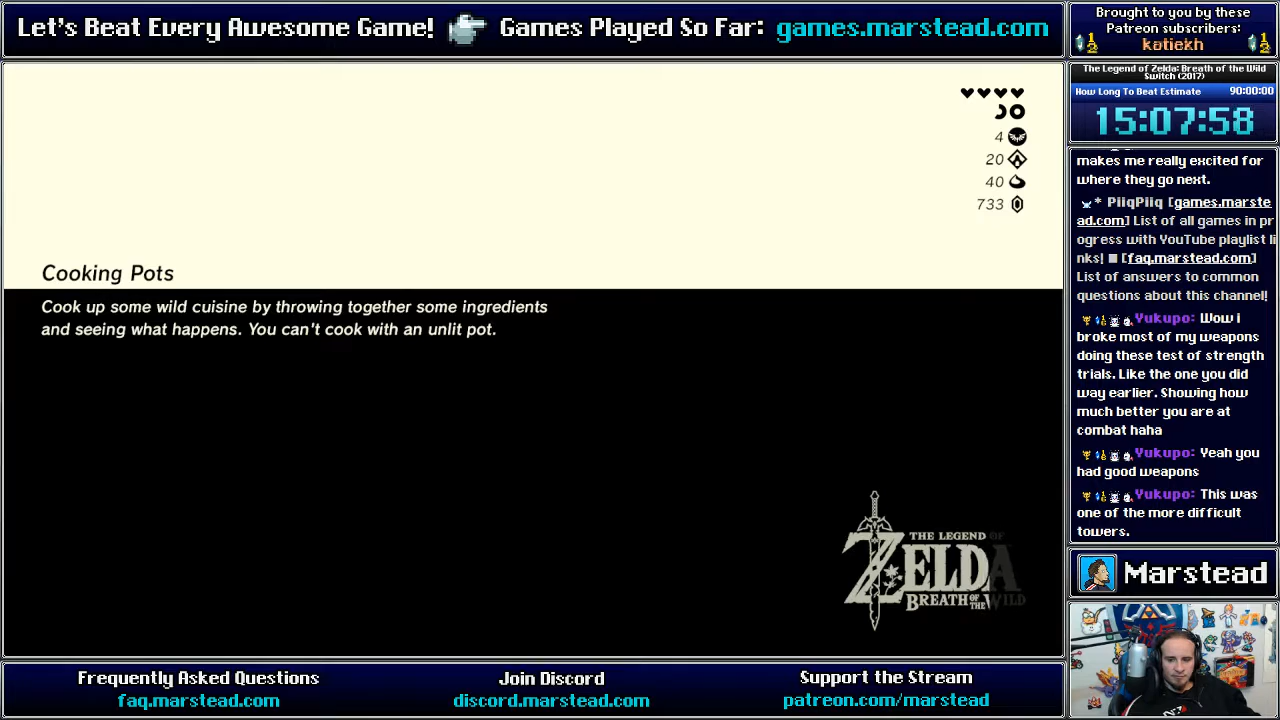 Let's Beat Every Awesome Game! Games Played So Far: games.marstead.com
4
20
40
733
Cooking Pots
Cook up some wild cuisine by throwing together some ingredients
and seeing what happens. You can't cook with an unlit pot.
THE LEGEND OF
ZELDA
BREATH OF THE WILD
Brought to you by these
Patreon subscribers:
katiekh
The Legend of Zelda: Breath of the Wild
Switch (2017)
How Long To Beat Estimate 90:00:00
15:07:58
makes me really excited for
where they go next.
* PiiqPiiq [games.marste
ad.com] List of all games in pr
ogress with YouTube playlist li
nks! ■ [faq.marstead.com]
List of answers to common
questions about this channel!
Yukupo: Wow i
broke most of my weapons
doing these test of strength
trials. Like the one you did
way earlier. Showing how
much better you are at
combat haha
Yukupo: Yeah you
had good weapons
Yukupo: This was
one of the more difficult
towers.
Marstead
Frequently Asked Questions
faq.marstead.com
Join Discord
discord.marstead.com
Support the Stream
patreon.com/marstead